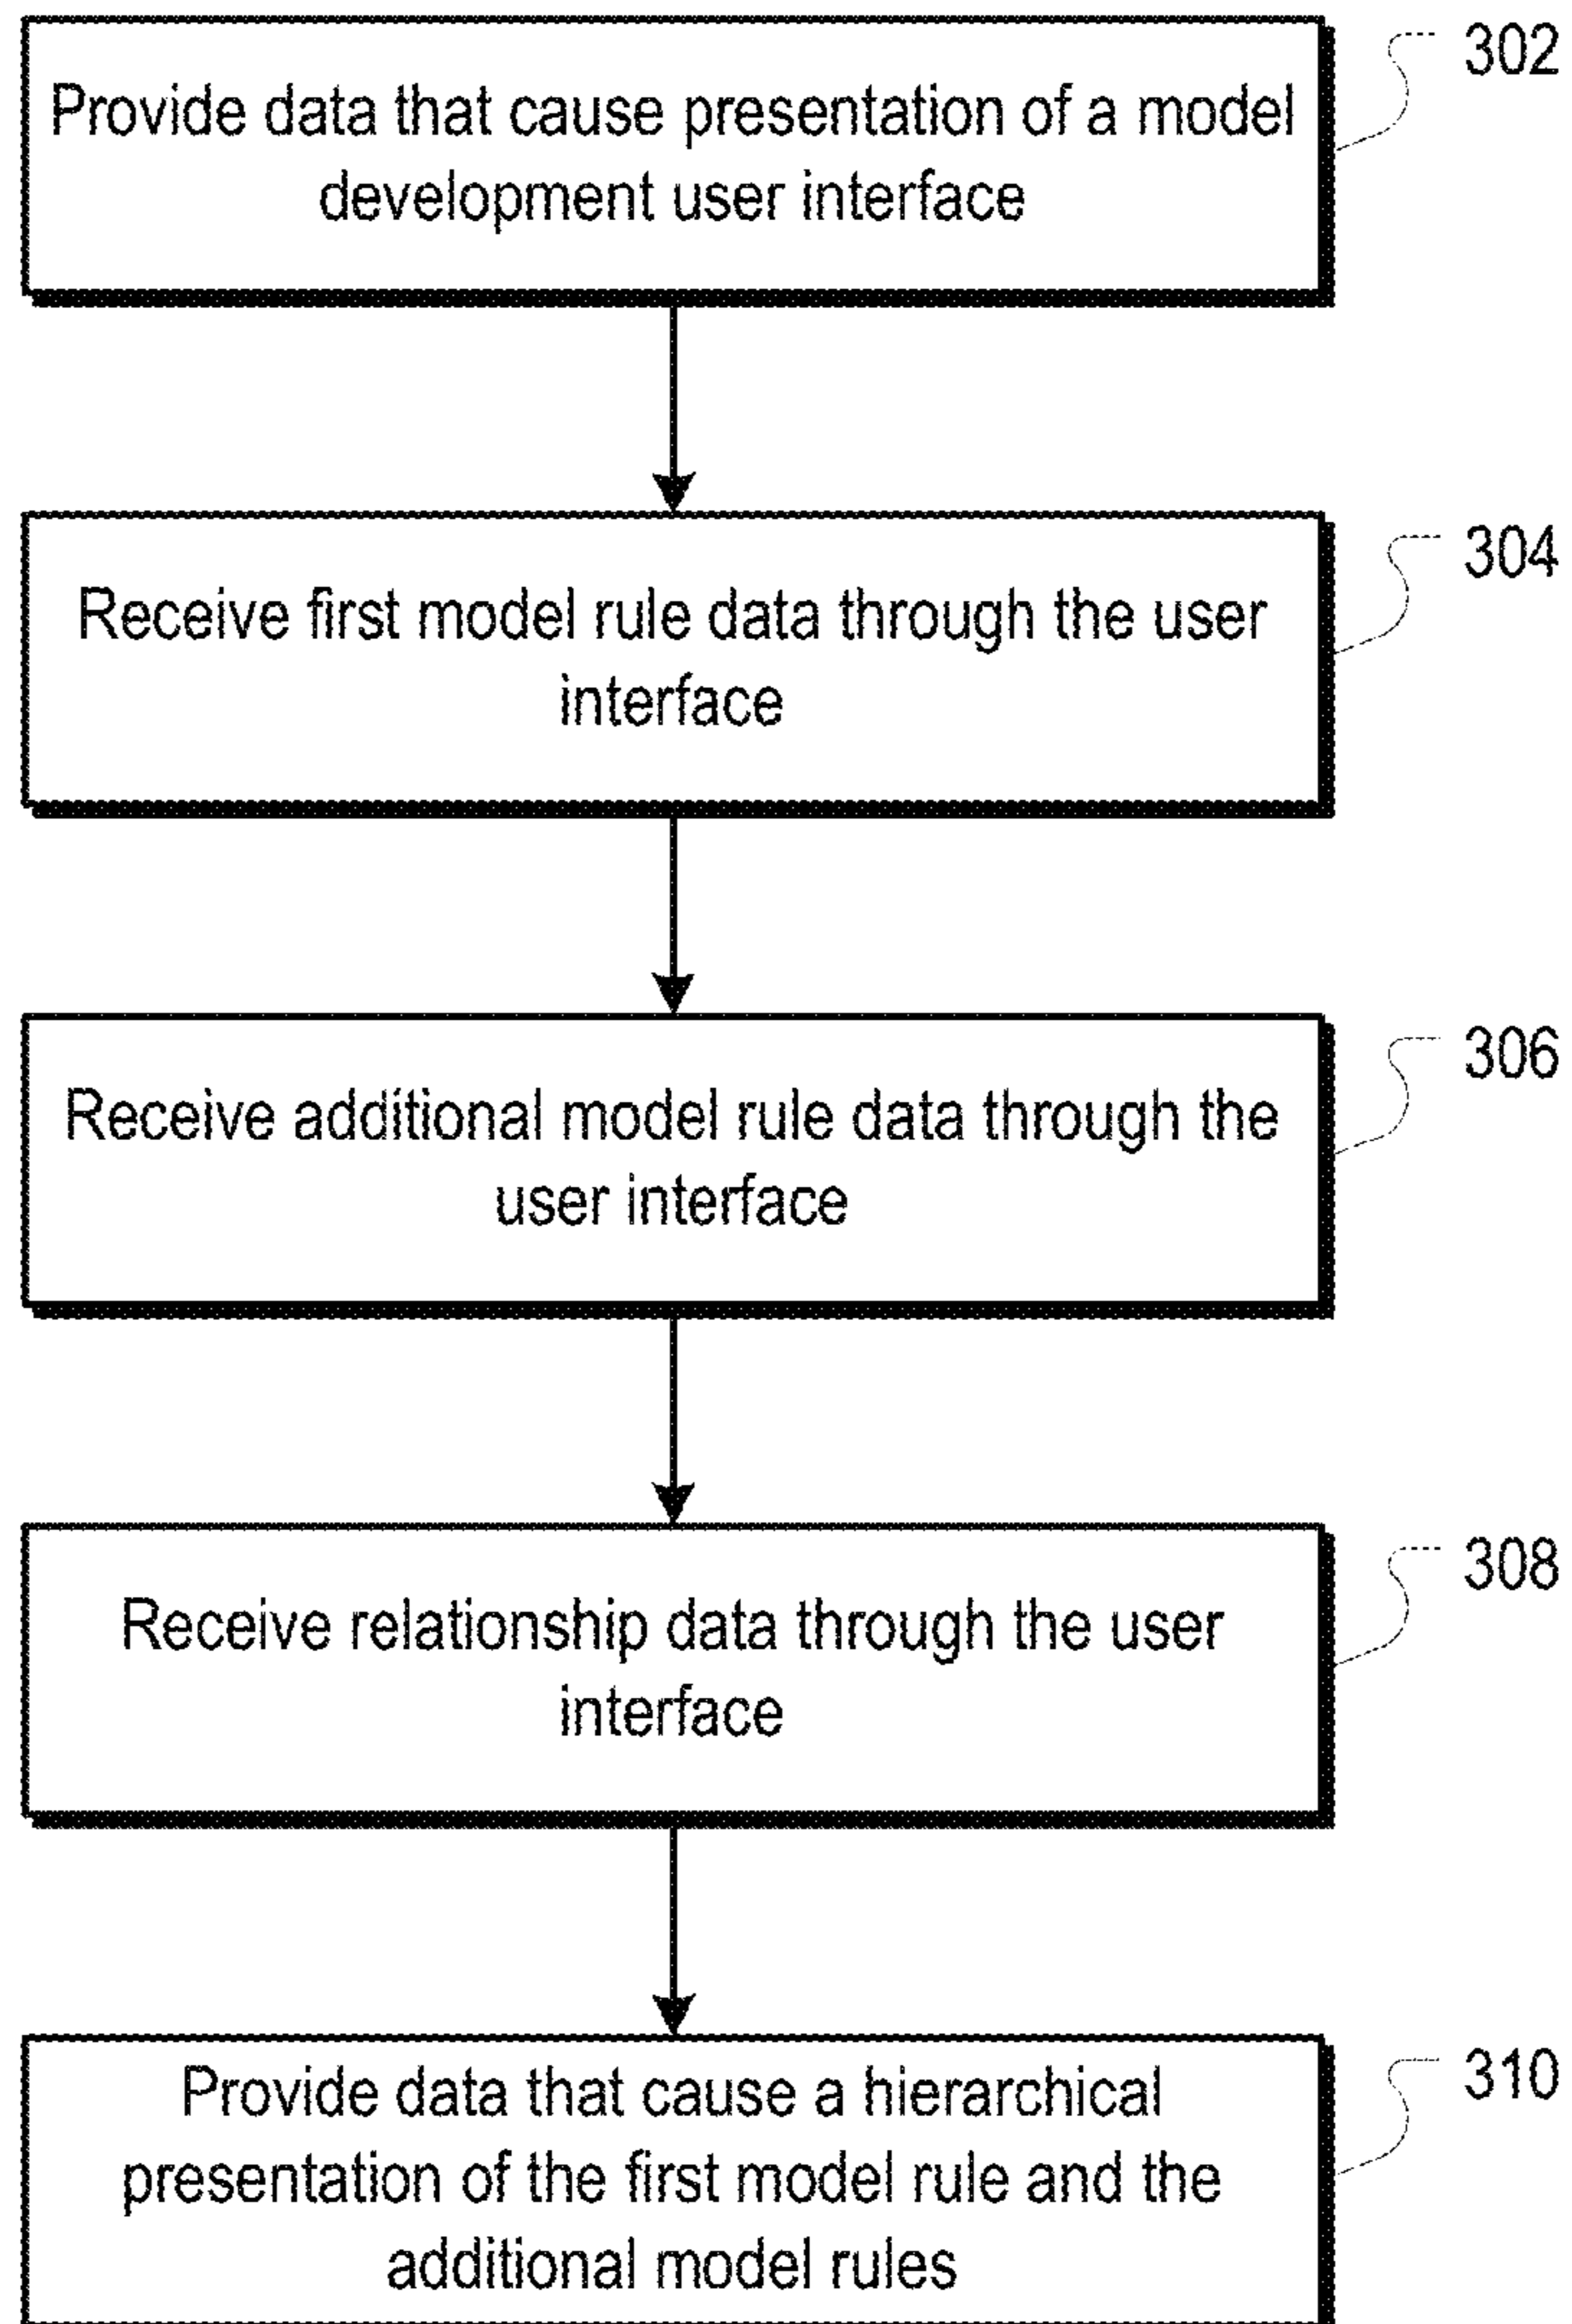 302
Provide data that cause presentation of a model
development user interface
304
Receive first model rule data through the user
interface
306
Receive additional model rule data through the
user interface
308
Receive relationship data through the user
interface
310
Provide data that cause a hierarchical
presentation of the first model rule and the
additional model rules